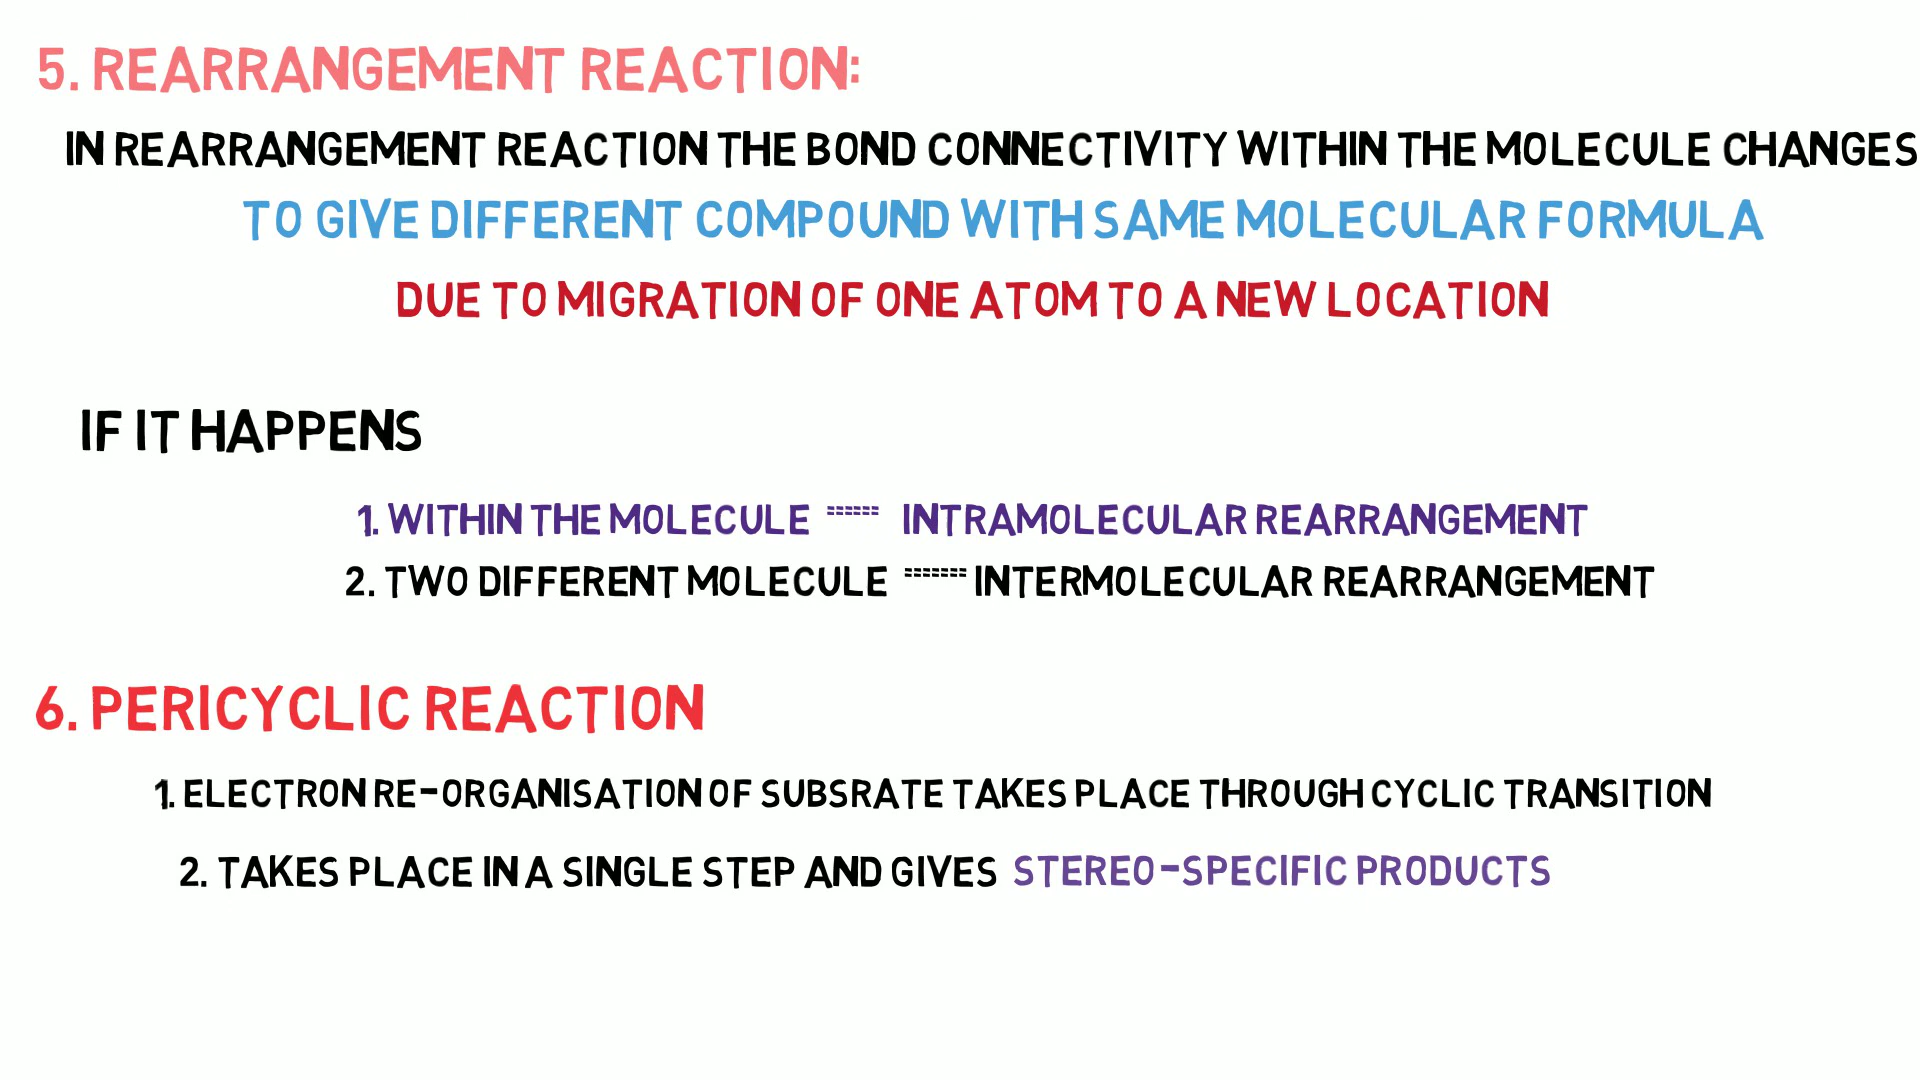 5. REARRANGEMENT REACTION:
IN REARRANGEMENT REACTION THE BOND CONNECTIVITY WITHIN THE MOLECULE CHANGES
TO GIVE DIFFERENT COMPOUND WITH SAME MOLECULAR FORMULA
DUE TO MIGRATION OF ONE ATOM TO A NEW LOCATION
IF IT HAPPENS
1. WITHIN THE MOLECULE ====== INTRAMOLECULAR REARRANGEMENT
2. TWO DIFFERENT MOLECULE ======= INTERMOLECULAR REARRANGEMENT
6. PERICYCLIC REACTION
1. ELECTRON RE-ORGANISATION OF SUBSRATE TAKES PLACE THROUGH CYCLIC TRANSITION
2. TAKES PLACE IN A SINGLE STEP AND GIVES STEREO-SPECIFIC PRODUCTS